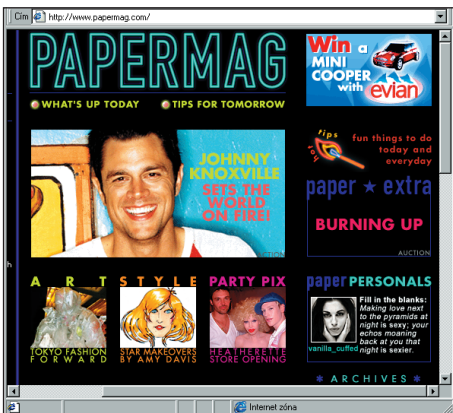 Cím http://www.papermag.com/
PAPERMAG
WHAT'S UP TODAY
TIPS FOR TOMORROW
Win a
MINI
COOPER
with evian
hot tips
fun things to do
today and
everyday
JOHNNY
KNOXVILLE
SETS THE
WORLD
ON FIRE!
paper ★ extra
BURNING UP
AUCTION
h
ART
TOKYO FASHION
FORWARD
STYLE
STAR MAKEOVERS
BY AMY DAVIS
PARTY PIX
HEATHERETTE
STORE OPENING
paper PERSONALS
Fill in the blanks:
Making love next
to the pyramids at
night is sexy; your
echos moaning
back at you that
night is sexier.
vanilla_cuffed
* ARCHIVES *
Internet zóna